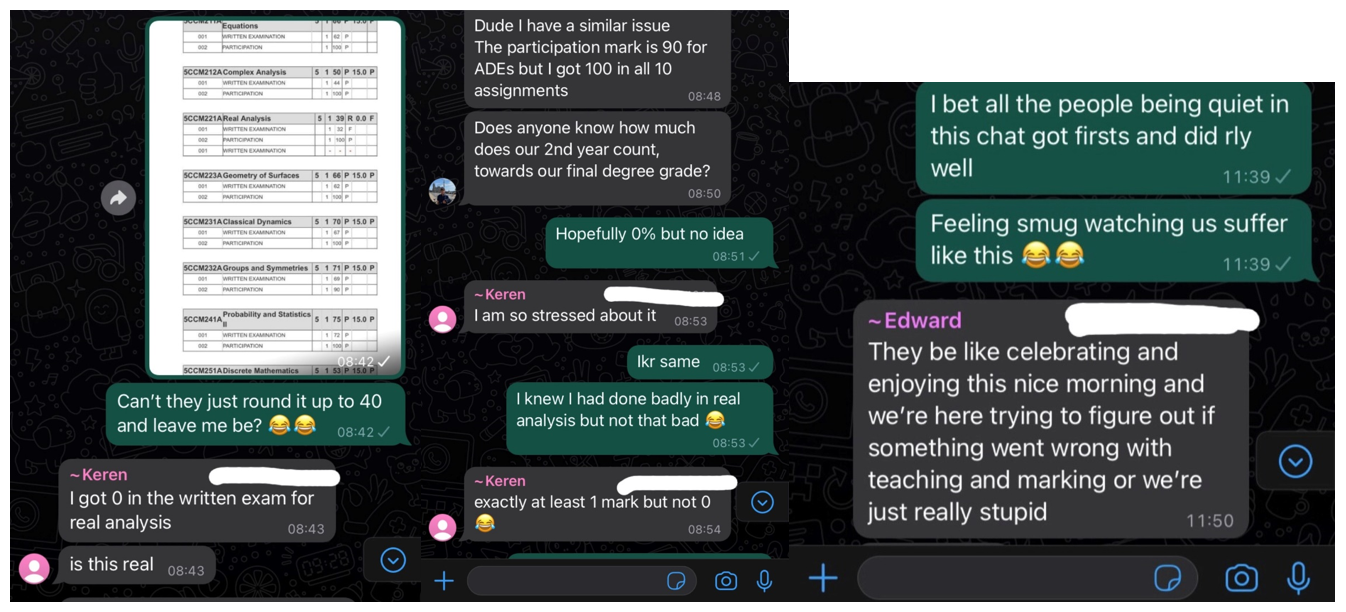 Equations
001 WRITTEN EXAMINATION 1 62 P
002 PARTICIPATION 1 100 P
5CCM212A Complex Analysis 5 1 50 P 15.0 P
001 WRITTEN EXAMINATION 1 44 P
002 PARTICIPATION 1 100 P
5CCM221A Real Analysis 5 1 39 R 0.0 F
001 WRITTEN EXAMINATION 1 32 F
002 PARTICIPATION 1 100 P
001 WRITTEN EXAMINATION - - -
5CCM223A Geometry of Surfaces 5 1 66 P 15.0 P
001 WRITTEN EXAMINATION 1 62 P
002 PARTICIPATION 1 100 P
5CCM231A Classical Dynamics 5 1 70 P 15.0 P
001 WRITTEN EXAMINATION 1 67 P
002 PARTICIPATION 1 100 P
5CCM232A Groups and Symmetries 5 1 71 P 15.0 P
001 WRITTEN EXAMINATION 1 P
002 PARTICIPATION 1 90 P
5CCM241A Probability and Statistics II 5 1 75 P 15.0 P
001 WRITTEN EXAMINATION 1 72 P
002 PARTICIPATION 1 100 P
5CCM251A Discrete Mathematics 5 1 53 P 15.0 P
08:42 ✓
Can't they just round it up to 40
and leave me be? 😂😂 08:42 ✓
~Keren
I got 0 in the written exam for
real analysis 08:43
is this real 08:43
Dude I have a similar issue
The participation mark is 90 for
ADEs but I got 100 in all 10
assignments 08:48
Does anyone know how much
does our 2nd year count,
towards our final degree grade?
08:50
Hopefully 0% but no idea
08:51 ✓
~Keren
I am so stressed about it 08:53
Ikr same 08:53 ✓
I knew I had done badly in real
analysis but not that bad 😂
08:53 ✓
~Keren
exactly at least 1 mark but not 0
😂 08:54
I bet all the people being quiet in
this chat got firsts and did rly
well 11:39 ✓
Feeling smug watching us suffer
like this 😂😂 11:39 ✓
~Edward
They be like celebrating and
enjoying this nice morning and
we're here trying to figure out if
something went wrong with
teaching and marking or we're
just really stupid 11:50